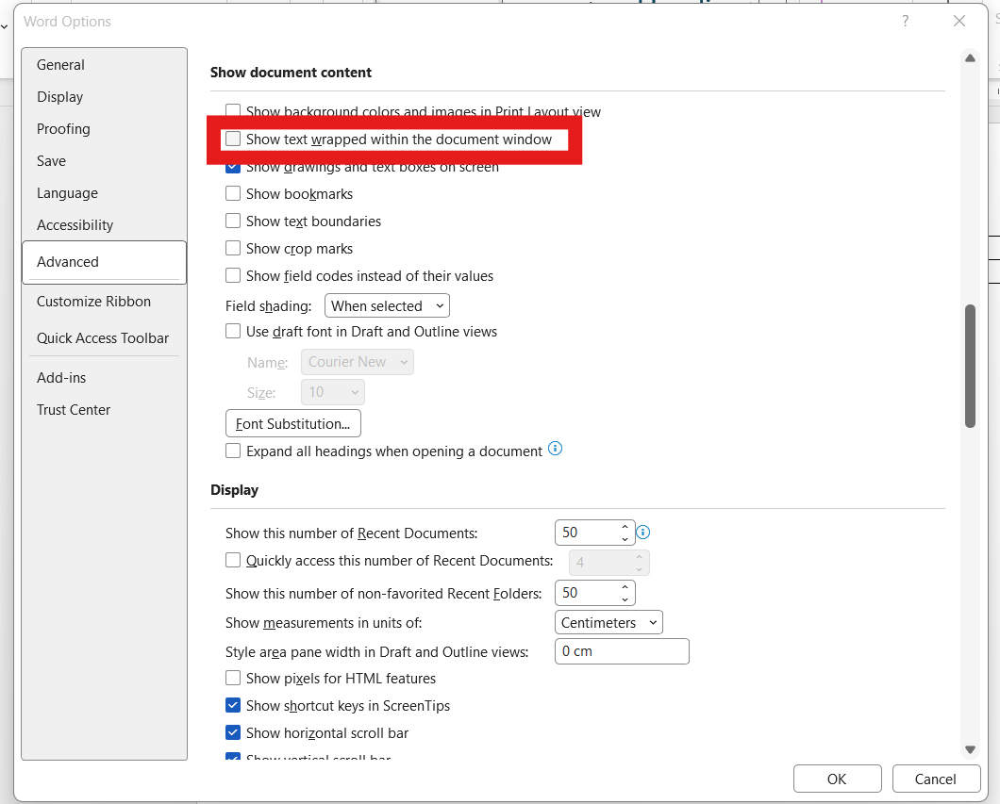 Word Options
?
General
Display
Proofing
Save
Language
Accessibility
Advanced
Customize Ribbon
Quick Access Toolbar
Add-ins
Trust Center
Show document content
Show background colors and images in Print Layout view
Show text wrapped within the document window
Show drawings and text boxes on screen
Show bookmarks
Show text boundaries
Show crop marks
Show field codes instead of their values
Field shading: When selected
Use draft font in Draft and Outline views
Name: Courier New
Size: 10
Font Substitution...
Expand all headings when opening a document
Display
Show this number of Recent Documents: 50
Quickly access this number of Recent Documents: 4
Show this number of non-favorited Recent Folders: 50
Show measurements in units of: Centimeters
Style area pane width in Draft and Outline views: 0 cm
Show pixels for HTML features
Show shortcut keys in ScreenTips
Show horizontal scroll bar
Show vertical scroll bar
OK Cancel